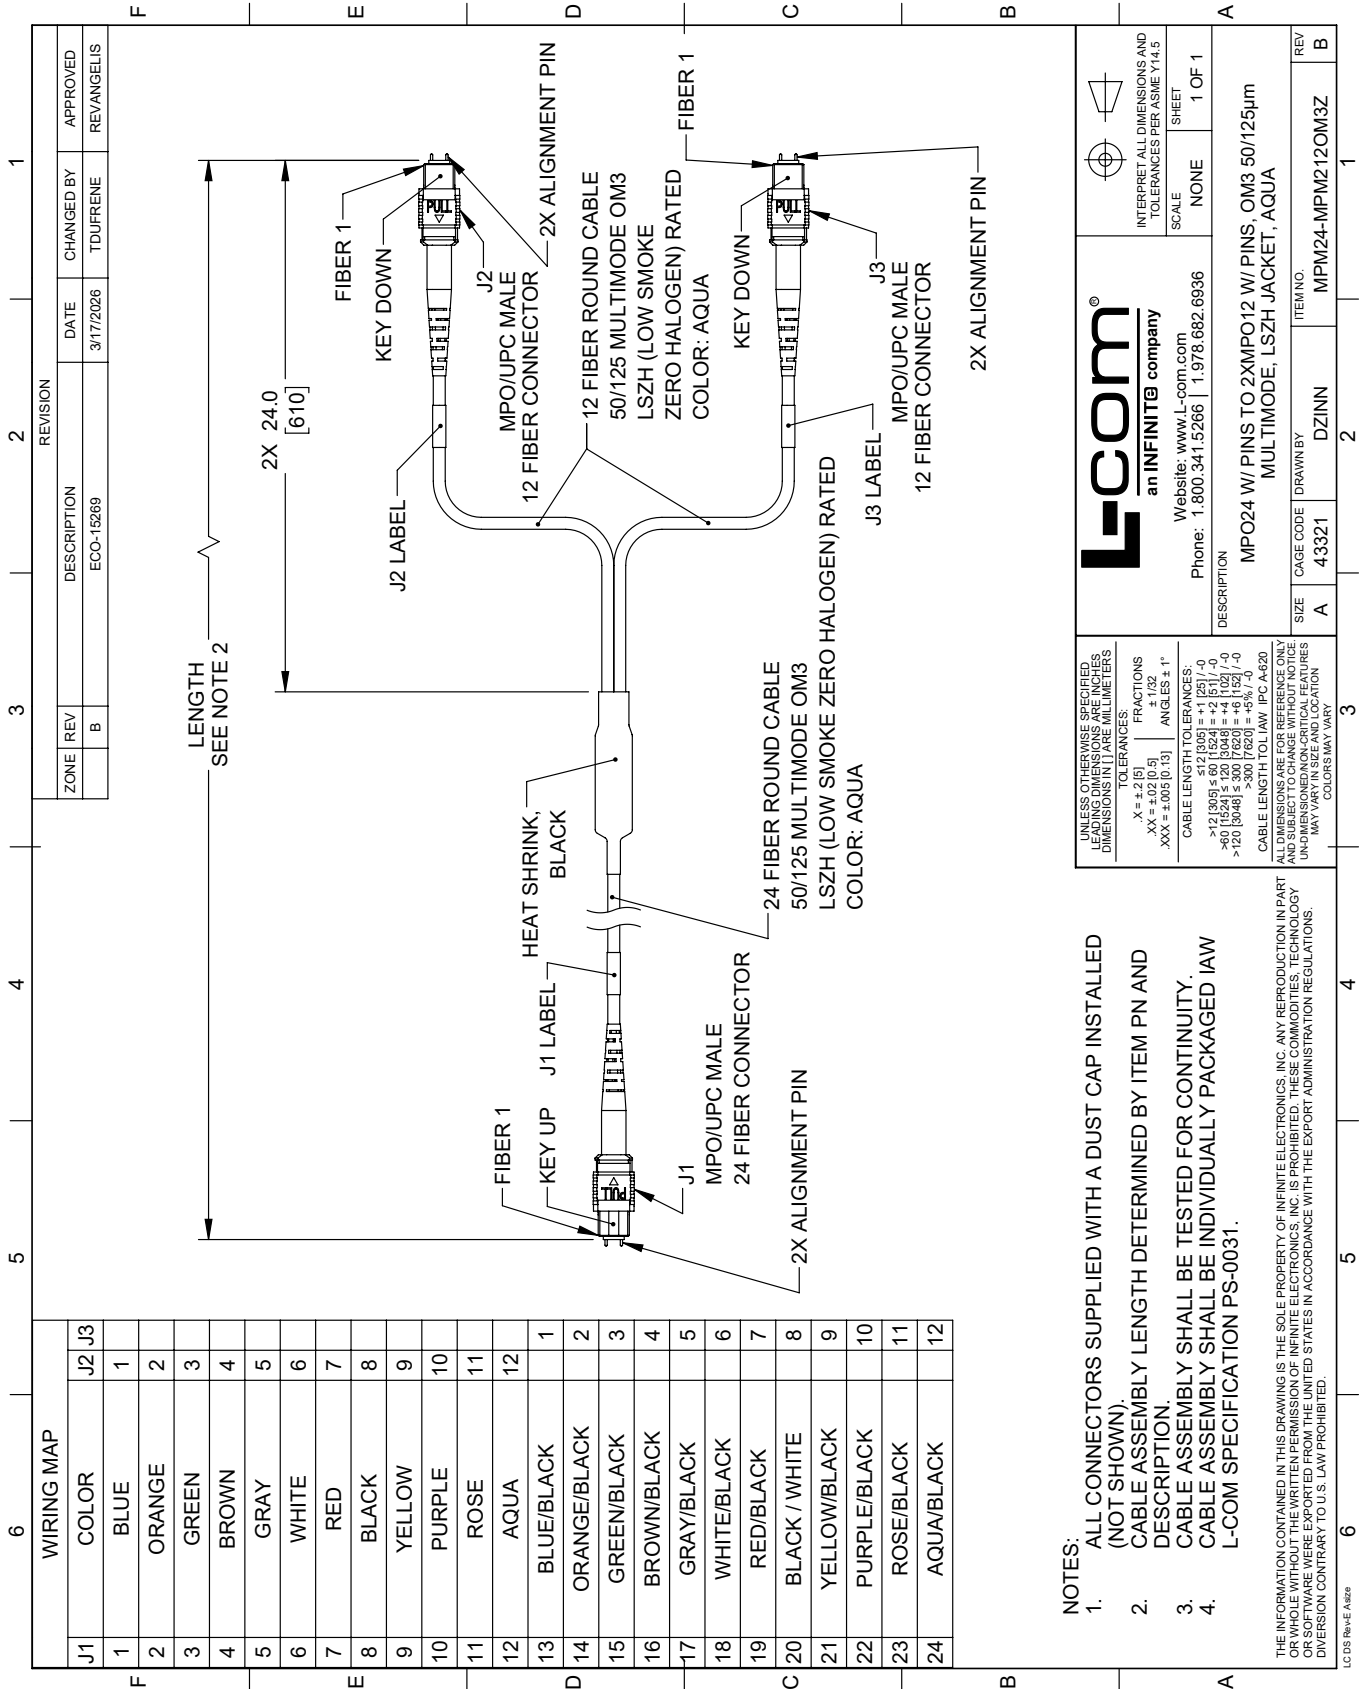 REVISION
ZONE REV DESCRIPTION DATE CHANGED BY APPROVED
B ECO-15269 3/17/2026 TDUFRENE REVANGELIS
WIRING MAP
J1 COLOR J2 J3
1 BLUE 1
2 ORANGE 2
3 GREEN 3
4 BROWN 4
5 GRAY 5
6 WHITE 6
7 RED 7
8 BLACK 8
9 YELLOW 9
10 PURPLE 10
11 ROSE 11
12 AQUA 12
13 BLUE/BLACK 1
14 ORANGE/BLACK 2
15 GREEN/BLACK 3
16 BROWN/BLACK 4
17 GRAY/BLACK 5
18 WHITE/BLACK 6
19 RED/BLACK 7
20 BLACK / WHITE 8
21 YELLOW/BLACK 9
22 PURPLE/BLACK 10
23 ROSE/BLACK 11
24 AQUA/BLACK 12
LENGTH
SEE NOTE 2
2X 24.0
[610]
FIBER 1
KEY UP
J1 LABEL
HEAT SHRINK,
BLACK
PULL
J1
MPO/UPC MALE
24 FIBER CONNECTOR
2X ALIGNMENT PIN
24 FIBER ROUND CABLE
50/125 MULTIMODE OM3
LSZH (LOW SMOKE ZERO HALOGEN) RATED
COLOR: AQUA
J2 LABEL
FIBER 1
KEY DOWN
PULL
J2
MPO/UPC MALE
12 FIBER CONNECTOR
2X ALIGNMENT PIN
12 FIBER ROUND CABLE
50/125 MULTIMODE OM3
LSZH (LOW SMOKE
ZERO HALOGEN) RATED
COLOR: AQUA
FIBER 1
KEY DOWN
PULL
J3 LABEL
J3
MPO/UPC MALE
12 FIBER CONNECTOR
2X ALIGNMENT PIN
NOTES:
1. ALL CONNECTORS SUPPLIED WITH A DUST CAP INSTALLED
(NOT SHOWN).
2. CABLE ASSEMBLY LENGTH DETERMINED BY ITEM PN AND
DESCRIPTION.
3. CABLE ASSEMBLY SHALL BE TESTED FOR CONTINUITY.
4. CABLE ASSEMBLY SHALL BE INDIVIDUALLY PACKAGED IAW
L-COM SPECIFICATION PS-0031.
THE INFORMATION CONTAINED IN THIS DRAWING IS THE SOLE PROPERTY OF INFINITE ELECTRONICS, INC. ANY REPRODUCTION IN PART
OR WHOLE WITHOUT THE WRITTEN PERMISSION OF INFINITE ELECTRONICS, INC. IS PROHIBITED. THESE COMMODITIES, TECHNOLOGY
OR SOFTWARE WERE EXPORTED FROM THE UNITED STATES IN ACCORDANCE WITH THE EXPORT ADMINISTRATION REGULATIONS.
DIVERSION CONTRARY TO U.S. LAW PROHIBITED.
UNLESS OTHERWISE SPECIFIED
LEADING DIMENSIONS ARE INCHES
DIMENSIONS IN [ ] ARE MILLIMETERS
TOLERANCES:
.X = ±.2 [5] FRACTIONS
.XX = ±.02 [0.5] ± 1/32
.XXX = ±.005 [0.13] ANGLES ± 1°
CABLE LENGTH TOLERANCES:
≤12 [305] = +1 [25] / -0
>12 [305] ≤ 60 [1524] = +2 [51] / -0
>60 [1524] ≤ 120 [3048] = +4 [102] / -0
>120 [3048] ≤ 300 [7620] = +6 [152] / -0
>300 [7620] = +5% / -0
CABLE LENGTH TOL IAW IPC A-620
ALL DIMENSIONS ARE FOR REFERENCE ONLY
AND SUBJECT TO CHANGE WITHOUT NOTICE.
UN-DIMENSIONED/NON-CRITICAL FEATURES
MAY VARY IN SIZE AND LOCATION
COLORS MAY VARY
L-com®
an INFINITE company
Website: www.L-com.com
Phone: 1.800.341.5266 | 1.978.682.6936
INTERPRET ALL DIMENSIONS AND
TOLERANCES PER ASME Y14.5
SCALE NONE SHEET 1 OF 1
DESCRIPTION
MPO24 W/ PINS TO 2XMPO12 W/ PINS, OM3 50/125µm
MULTIMODE, LSZH JACKET, AQUA
SIZE CAGE CODE DRAWN BY ITEM NO. REV
A 43321 DZINN MPM24-MPM212OM3Z B
LC DS Rev-E Asize
6 5 4 3 2 1
6 5 4 3 2 1
F E D C B A
F E D C B A